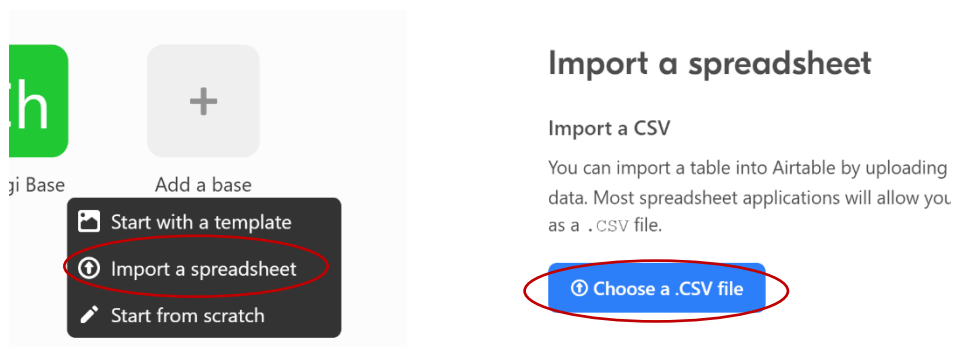 h
gi Base
Add a base
Start with a template
Import a spreadsheet
Start from scratch
Import a spreadsheet
Import a CSV
You can import a table into Airtable by uploading
data. Most spreadsheet applications will allow you
as a .CSV file.
Choose a .CSV file